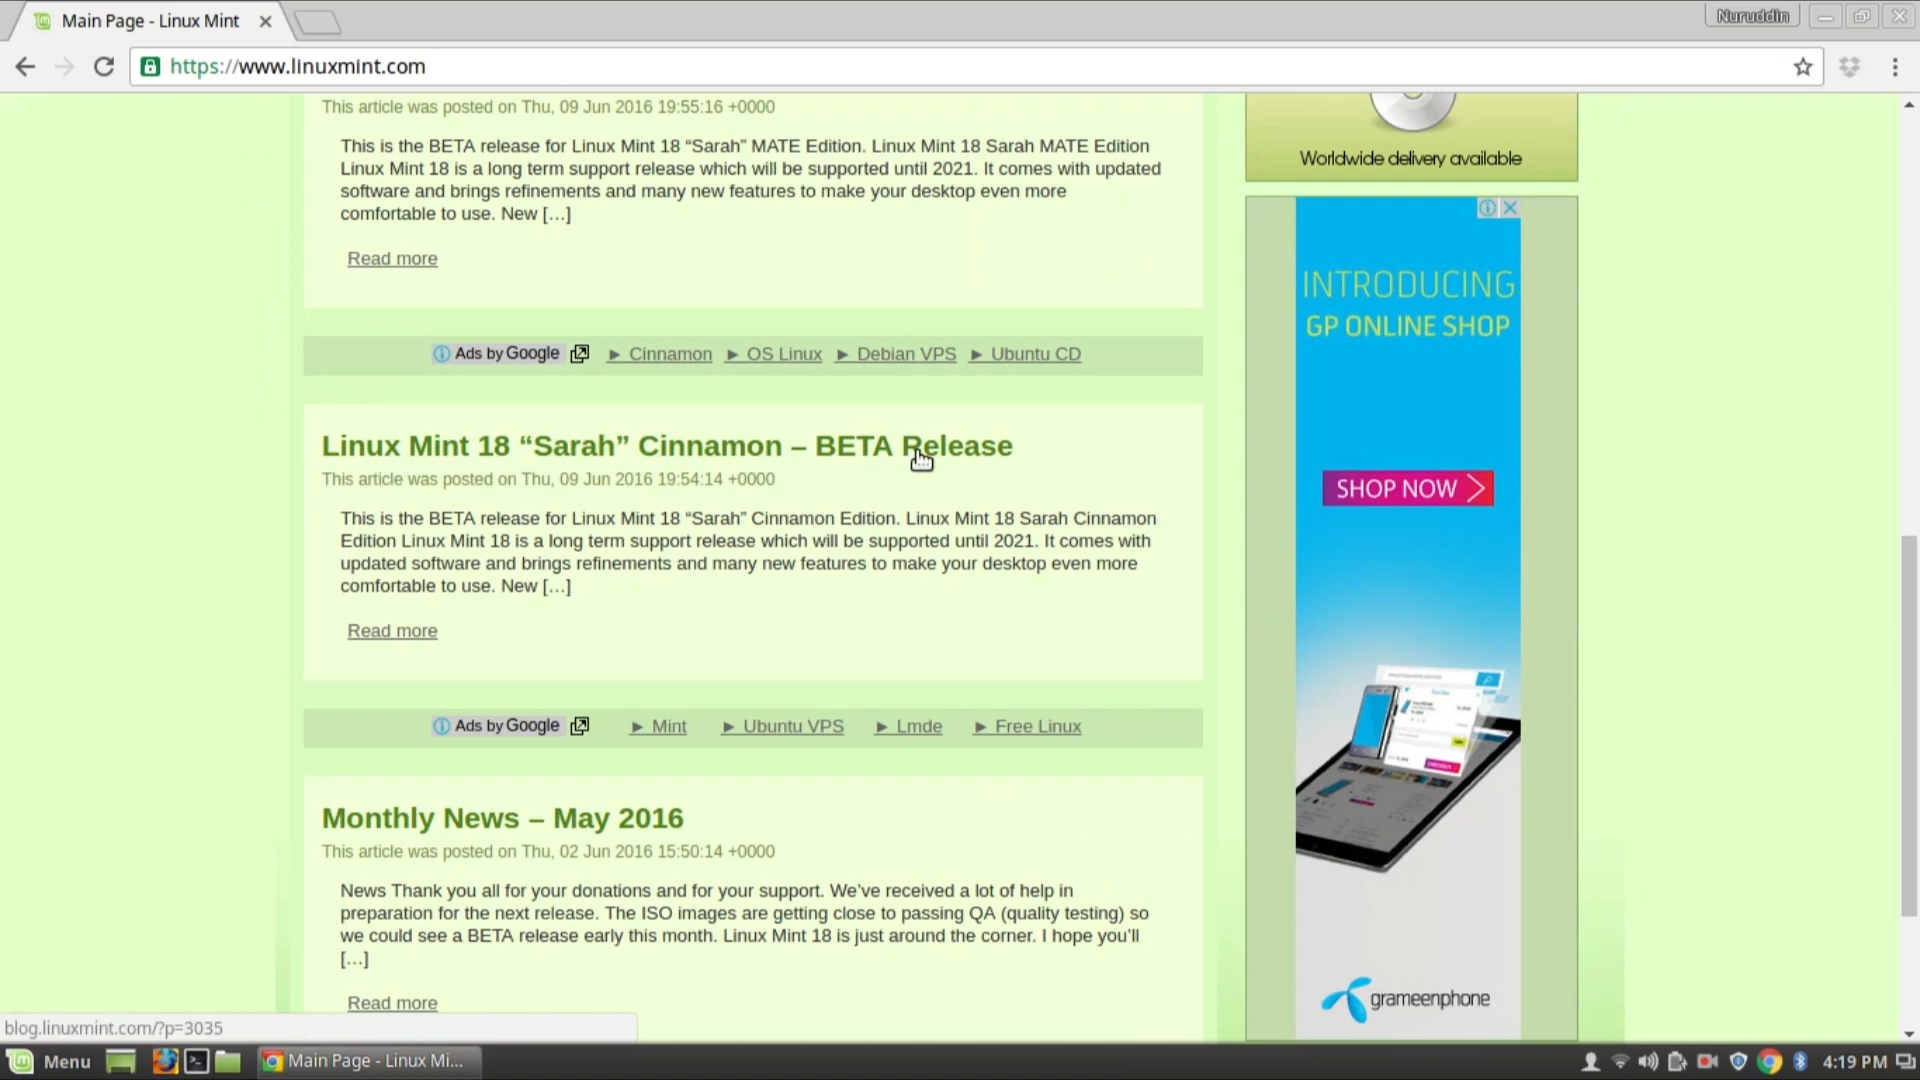 Main Page - Linux Mint
Nuruddin
https://www.linuxmint.com
This article was posted on Thu, 09 Jun 2016 19:55:16 +0000
This is the BETA release for Linux Mint 18 “Sarah” MATE Edition. Linux Mint 18 Sarah MATE Edition
Linux Mint 18 is a long term support release which will be supported until 2021. It comes with updated
software and brings refinements and many new features to make your desktop even more
comfortable to use. New […]
Read more
Ads by Google ► Cinnamon ► OS Linux ► Debian VPS ► Ubuntu CD
Linux Mint 18 “Sarah” Cinnamon – BETA Release
This article was posted on Thu, 09 Jun 2016 19:54:14 +0000
This is the BETA release for Linux Mint 18 “Sarah” Cinnamon Edition. Linux Mint 18 Sarah Cinnamon
Edition Linux Mint 18 is a long term support release which will be supported until 2021. It comes with
updated software and brings refinements and many new features to make your desktop even more
comfortable to use. New […]
Read more
Ads by Google ► Mint ► Ubuntu VPS ► Lmde ► Free Linux
Monthly News – May 2016
This article was posted on Thu, 02 Jun 2016 15:50:14 +0000
News Thank you all for your donations and for your support. We’ve received a lot of help in
preparation for the next release. The ISO images are getting close to passing QA (quality testing) so
we could see a BETA release early this month. Linux Mint 18 is just around the corner. I hope you’ll
[…]
Read more
Worldwide delivery available
INTRODUCING
GP ONLINE SHOP
SHOP NOW
grameenphone
blog.linuxmint.com/?p=3035
Menu
Main Page - Linux Mi...
4:19 PM